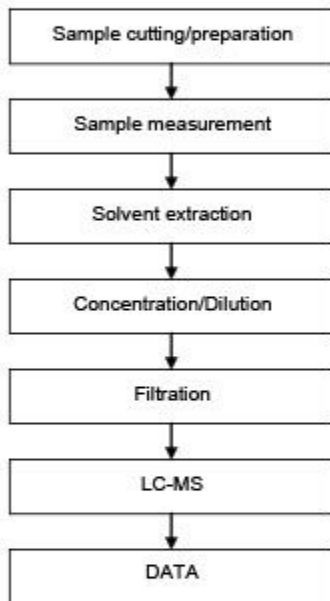 Sample cutting/preparation
Sample measurement
Solvent extraction
Concentration/Dilution
Filtration
LC-MS
DATA